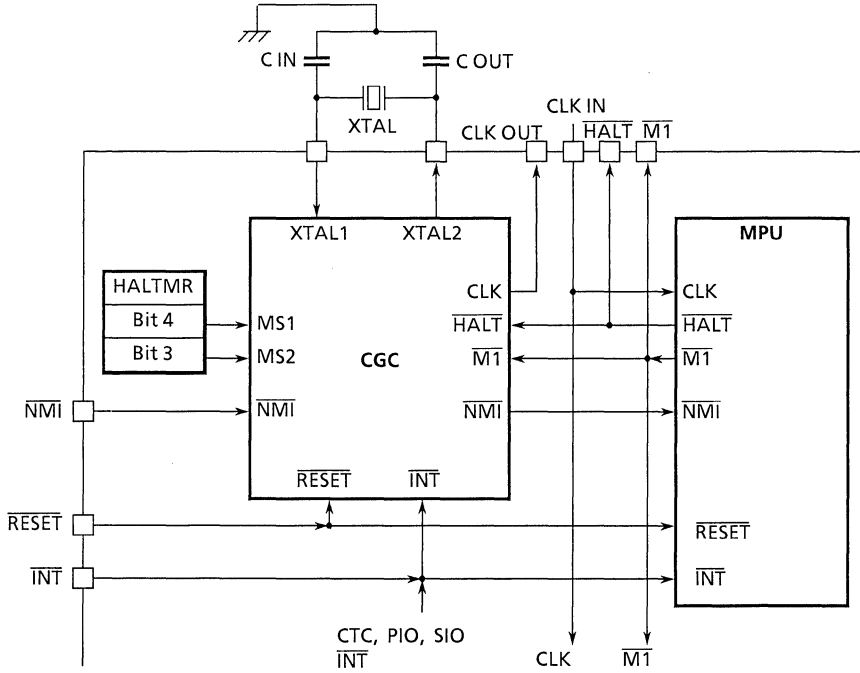 C IN
C OUT
XTAL
CLK IN
CLK OUT
HALT
M1
XTAL1
XTAL2
MPU
HALTMR
Bit 4
Bit 3
MS1
MS2
CGC
CLK
HALT
M1
NMI
CLK
HALT
M1
NMI
NMI
NMI
RESET
INT
RESET
RESET
INT
INT
CTC, PIO, SIO
INT
CLK
M1